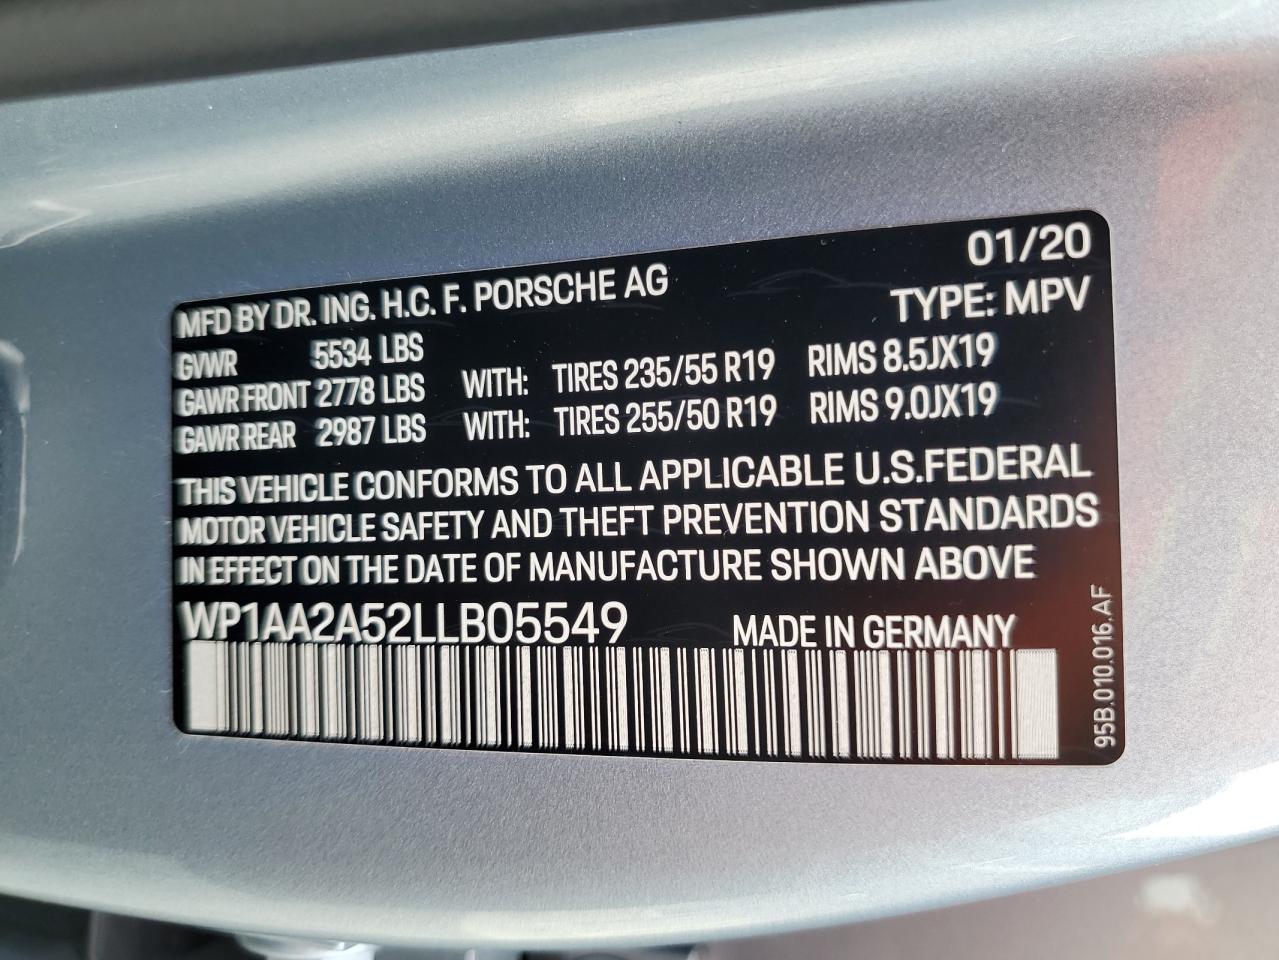 MFD BY DR. ING. H.C. F. PORSCHE AG 01/20
TYPE: MPV
GVWR 5534 LBS
GAWR FRONT 2778 LBS WITH: TIRES 235/55 R19 RIMS 8.5JX19
GAWR REAR 2987 LBS WITH: TIRES 255/50 R19 RIMS 9.0JX19
THIS VEHICLE CONFORMS TO ALL APPLICABLE U.S.FEDERAL
MOTOR VEHICLE SAFETY AND THEFT PREVENTION STANDARDS
IN EFFECT ON THE DATE OF MANUFACTURE SHOWN ABOVE
WP1AA2A52LLB05549 MADE IN GERMANY
95B.010.016.AF